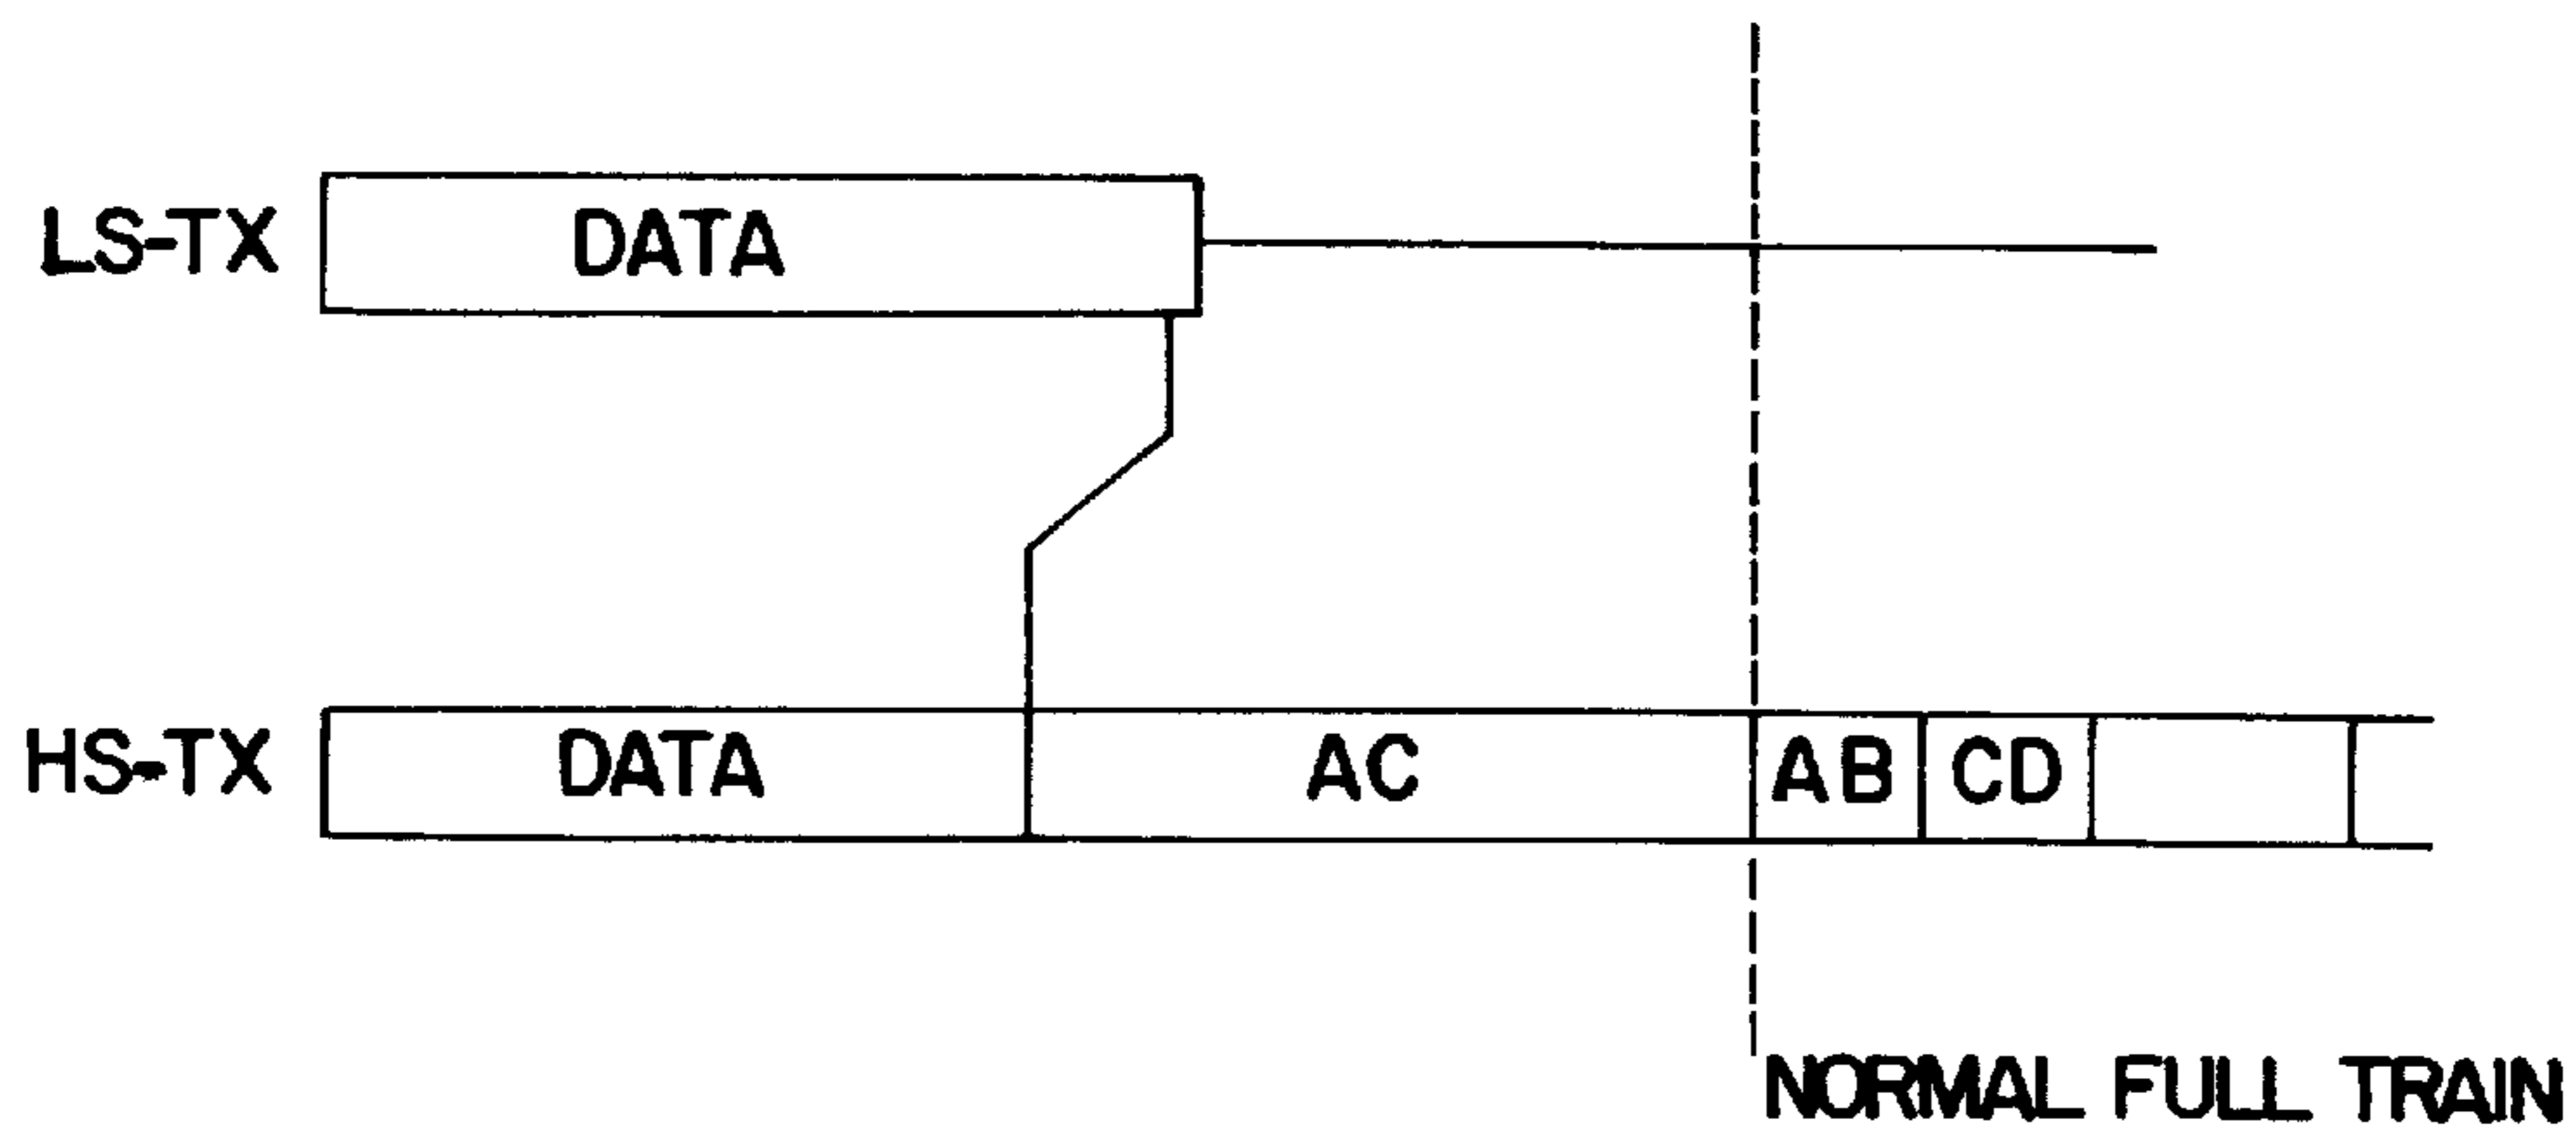 LS-TX DATA
HS-TX DATA AC AB CD
NORMAL FULL TRAIN